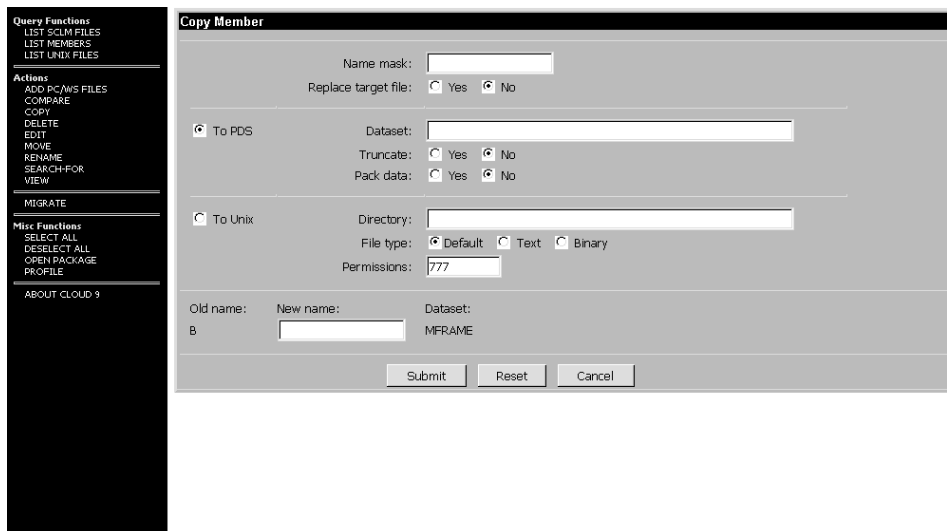 Query Functions
LIST SCLM FILES
LIST MEMBERS
LIST UNIX FILES
Actions
ADD PC/WS FILES
COMPARE
COPY
DELETE
EDIT
MOVE
RENAME
SEARCH-FOR
VIEW
MIGRATE
Misc Functions
SELECT ALL
DESELECT ALL
OPEN PACKAGE
PROFILE
ABOUT CLOUD 9
Copy Member
Name mask:
Replace target file: Yes No
To PDS Dataset:
Truncate: Yes No
Pack data: Yes No
To Unix Directory:
File type: Default Text Binary
Permissions: 777
Old name: New name: Dataset:
B MFRAME
Submit Reset Cancel